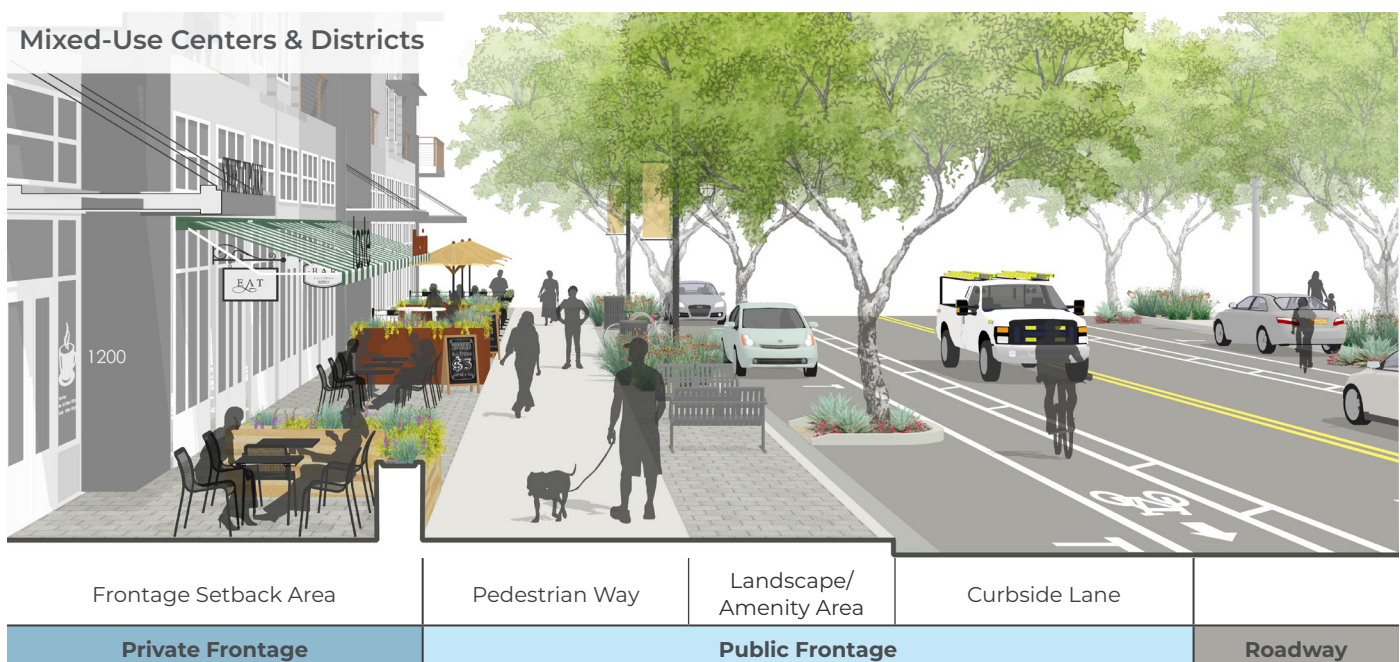 Mixed-Use Centers & Districts
EAT
BAR
1200
$3
Frontage Setback Area
Pedestrian Way
Landscape/
Amenity Area
Curbside Lane
Private Frontage
Public Frontage
Roadway